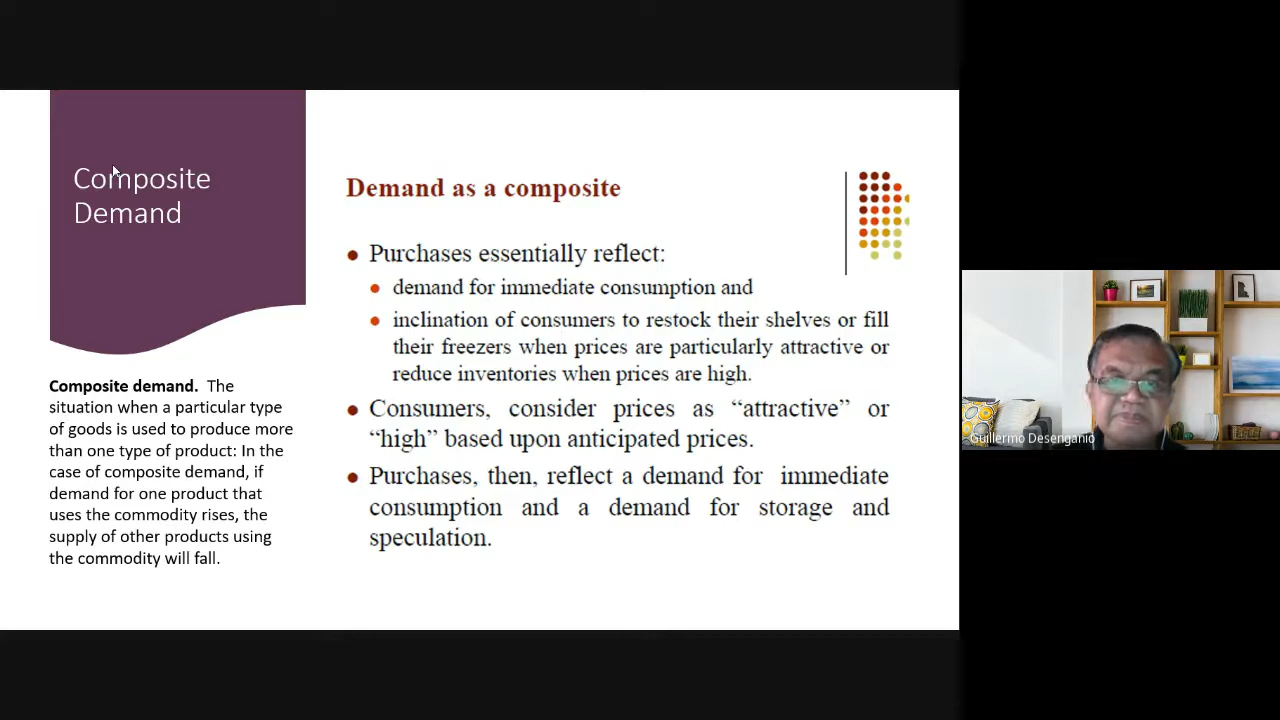 Composite
Demand
Composite demand.  The
situation when a particular type
of goods is used to produce more
than one type of product: In the
case of composite demand, if
demand for one product that
uses the commodity rises, the
supply of other products using
the commodity will fall.
Demand as a composite
• Purchases essentially reflect:
• demand for immediate consumption and
• inclination of consumers to restock their shelves or fill
their freezers when prices are particularly attractive or
reduce inventories when prices are high.
• Consumers, consider prices as “attractive” or
“high” based upon anticipated prices.
• Purchases, then, reflect a demand for immediate
consumption and a demand for storage and
speculation.
Guillermo Desenganio